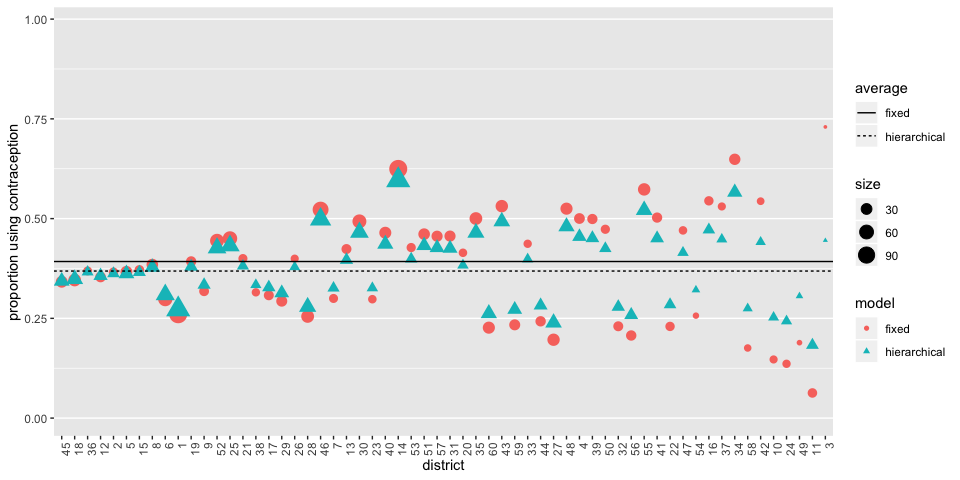 1.00
0.75
0.50
0.25
0.00
proportion using contraception
45 18 36 12 2 5 15 8 6 1 19 9 52 25 21 38 17 29 26 28 46 7 13 30 23 40 14 53 51 57 31 20 35 60 43 59 33 44 27 48 4 39 50 32 56 55 41 22 47 54 16 37 34 58 42 10 24 49 11 3
district
average
fixed
hierarchical
size
30
60
90
model
fixed
hierarchical